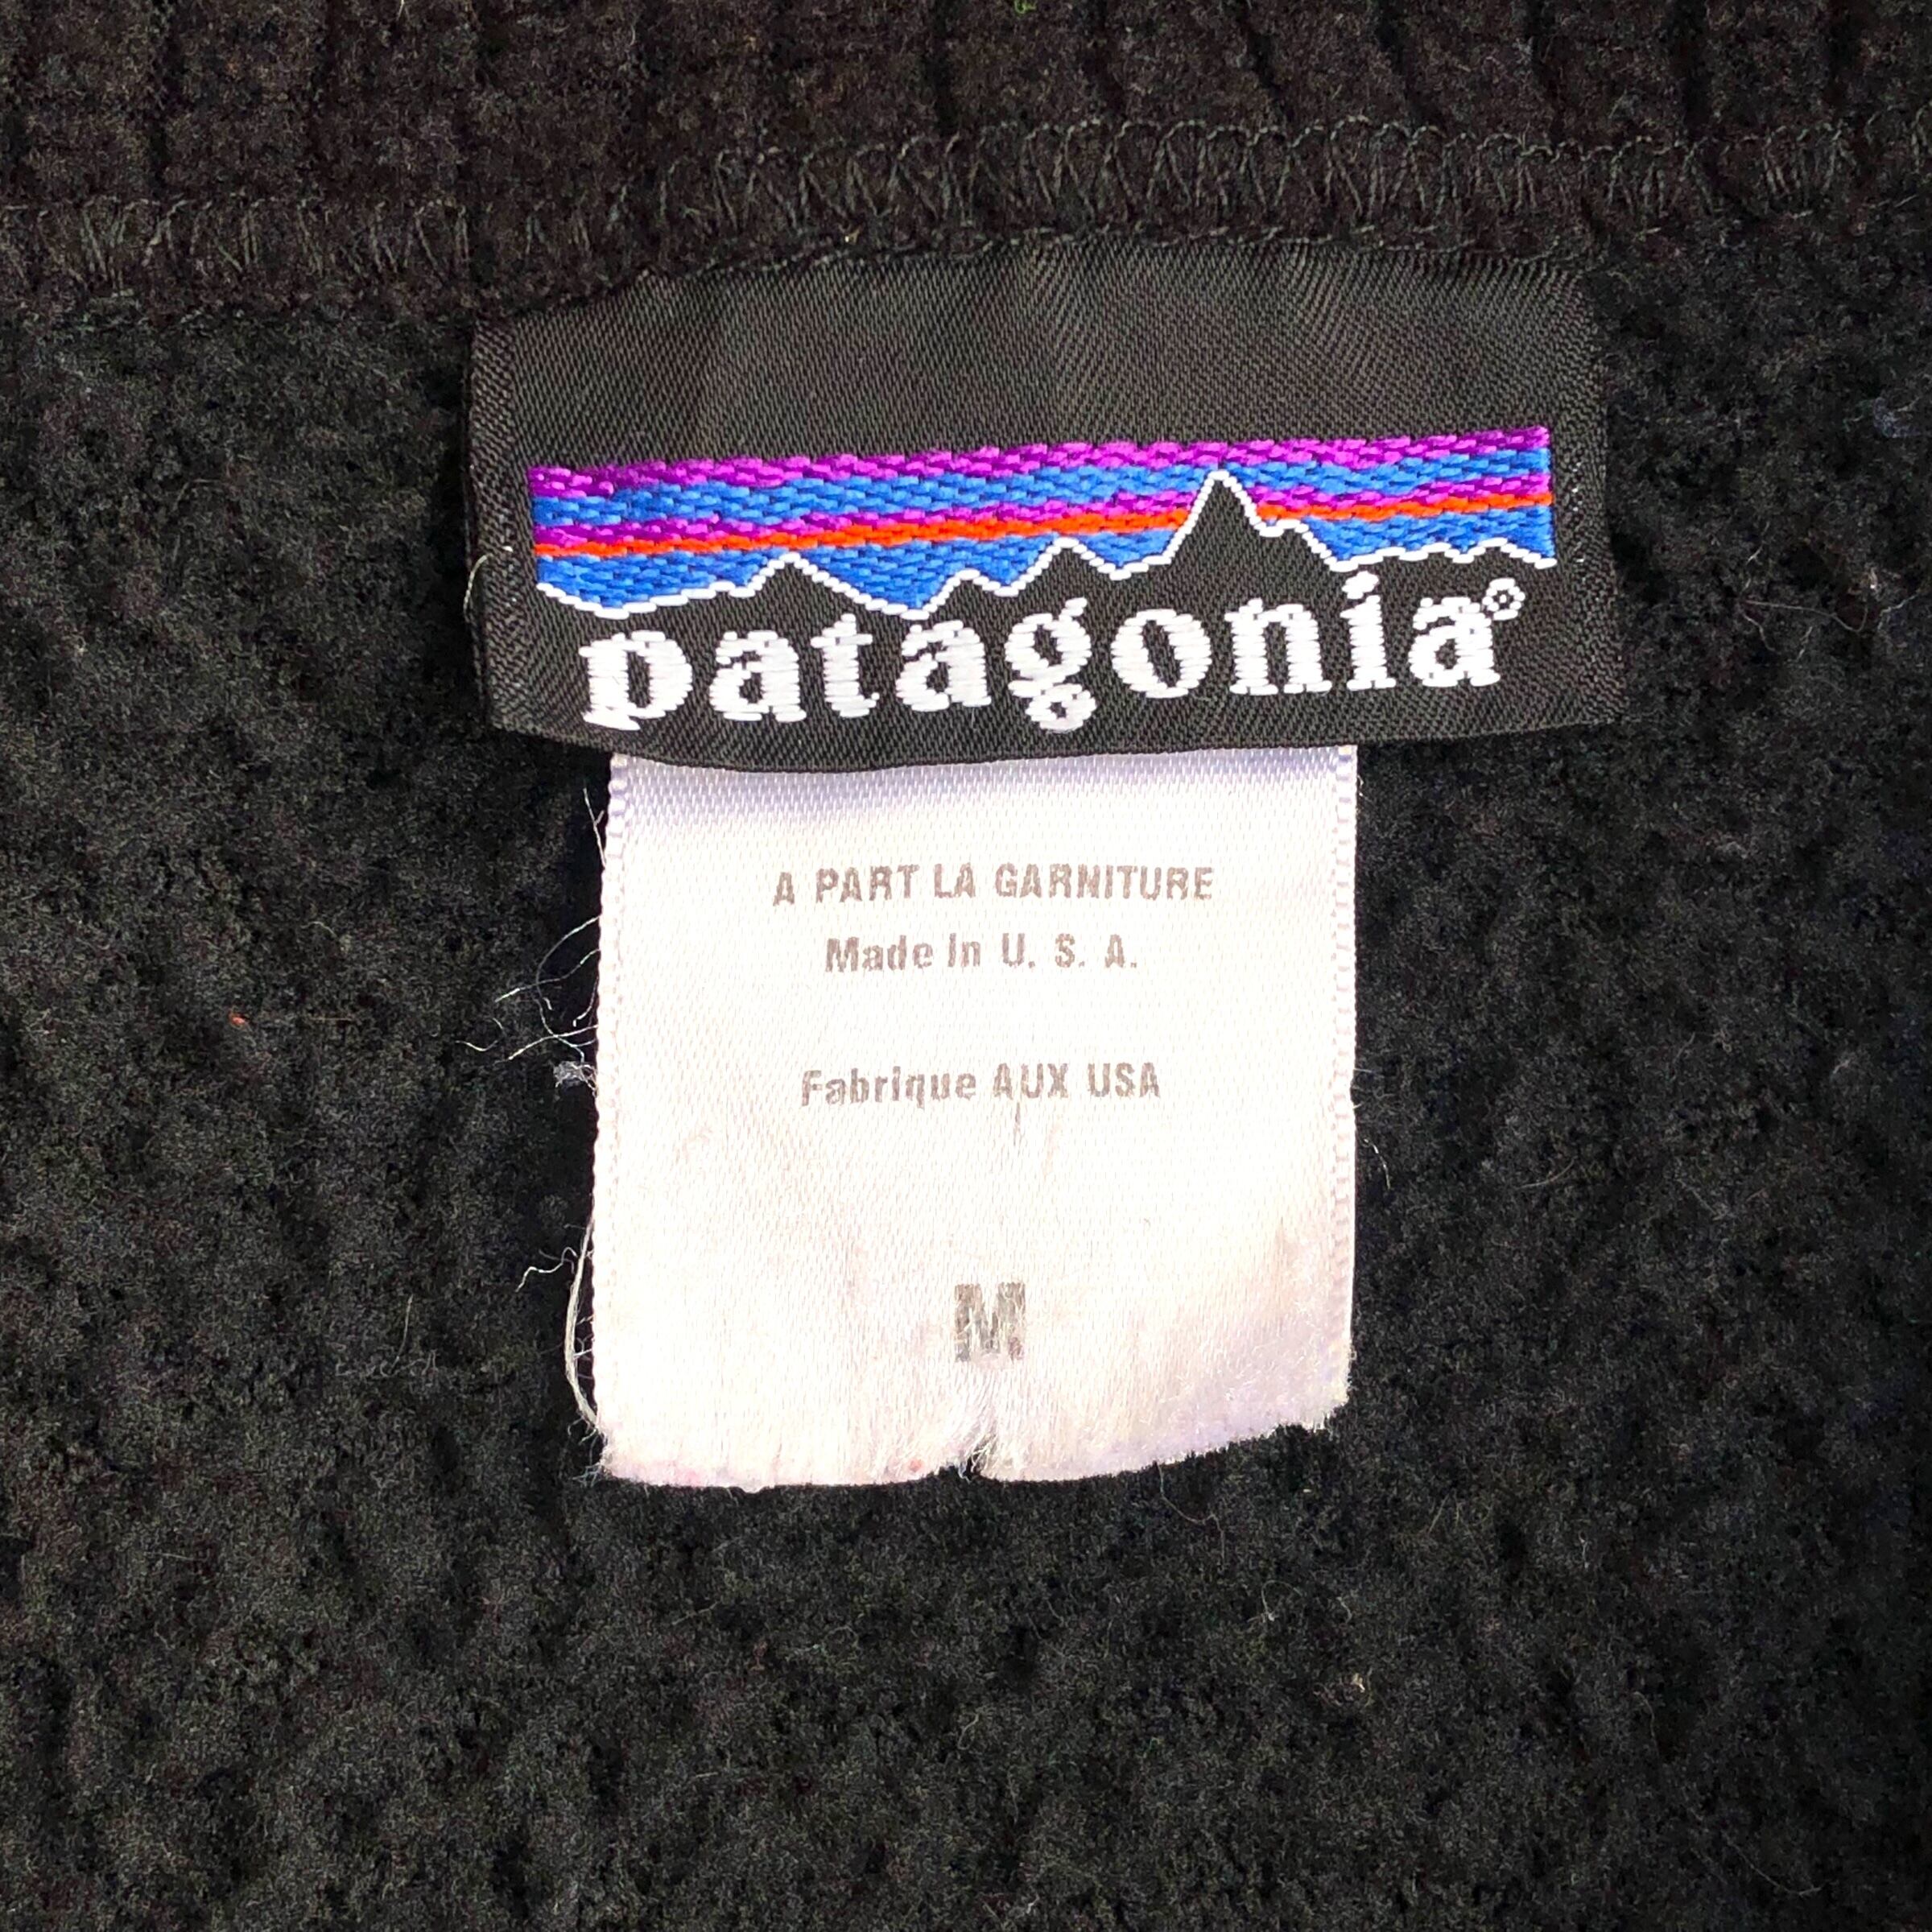 patagonia®
A PART LA GARNITURE
Made in U. S. A.
Fabrique AUX USA
M